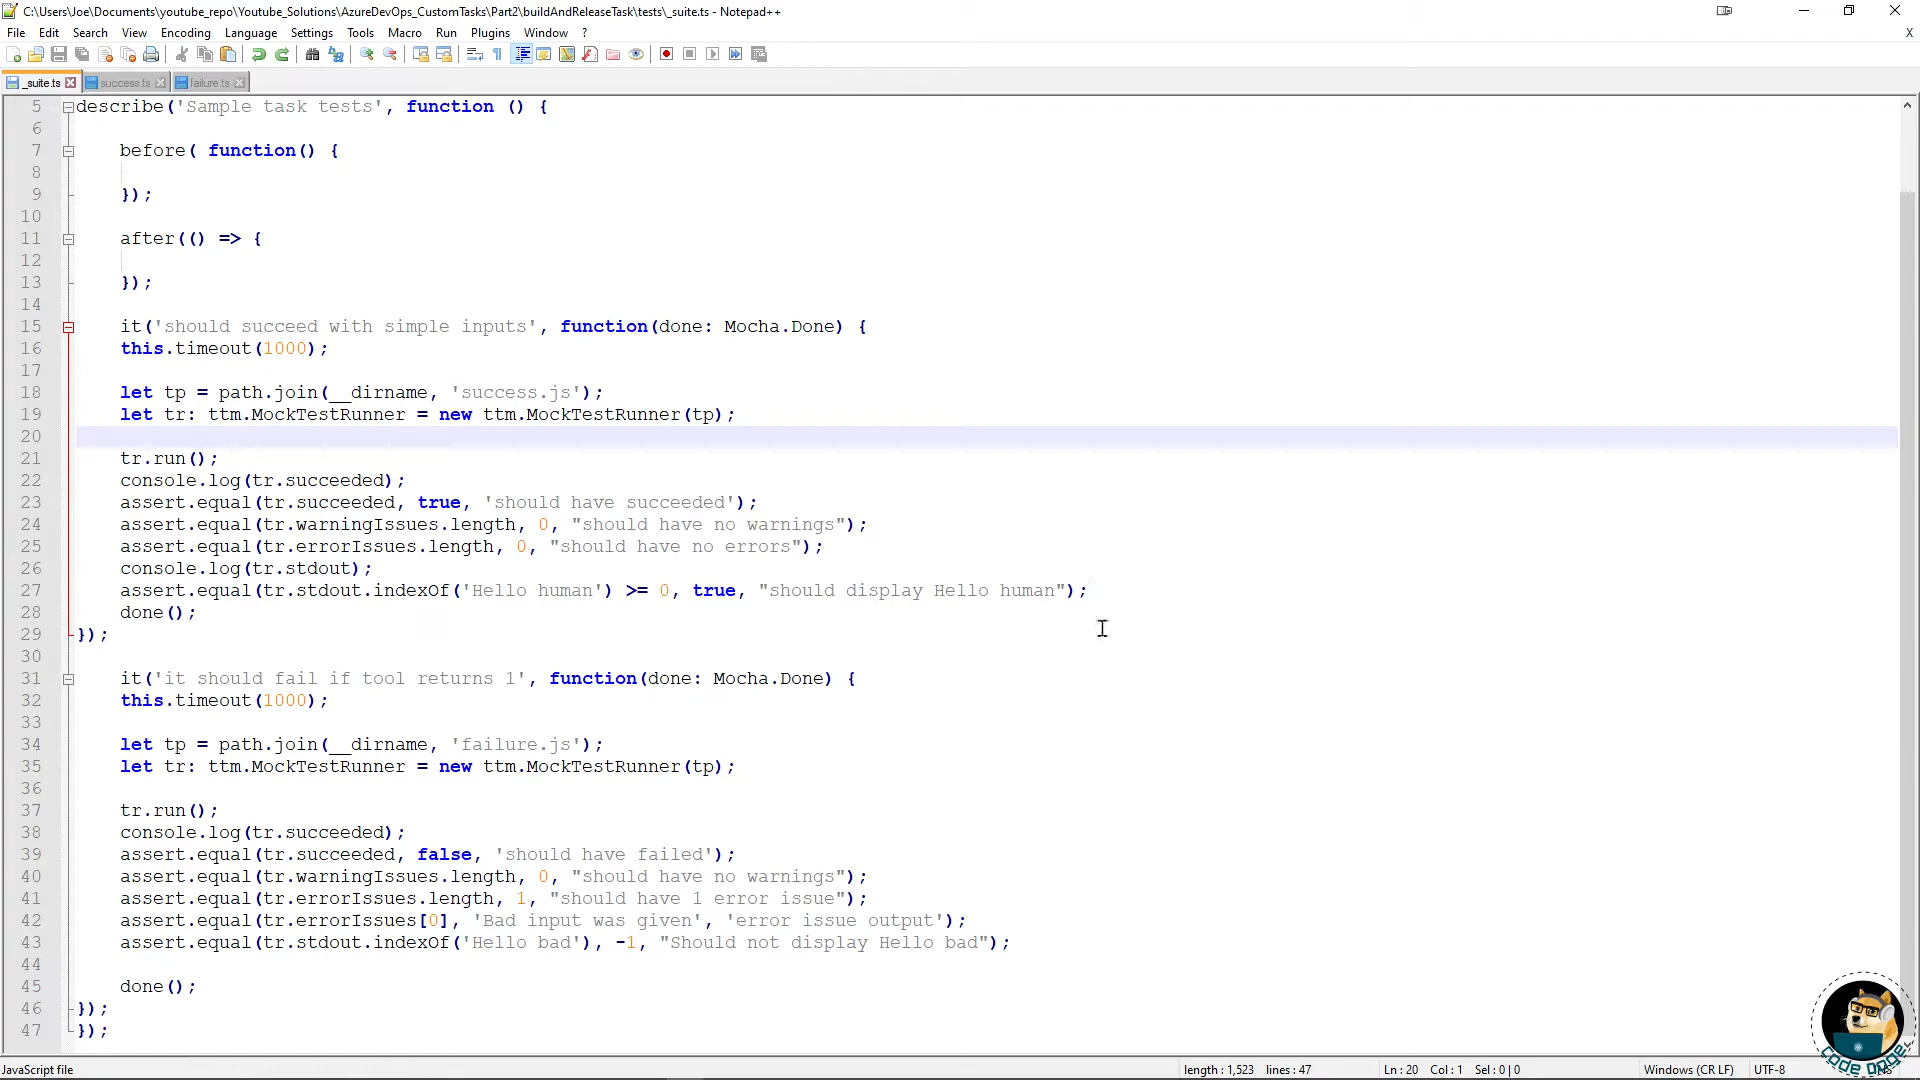 C:\Users\Joe\Documents\youtube_repo\Youtube_Solutions\AzureDevOps_CustomTasks\Part2\buildAndReleaseTask\tests\_suite.ts - Notepad++
File Edit Search View Encoding Language Settings Tools Macro Run Plugins Window ? X
_suite.ts success.ts failure.ts
5 describe('Sample task tests', function () {
6
7 before( function() {
8
9 });
10
11 after(() => {
12
13 });
14
15 it('should succeed with simple inputs', function(done: Mocha.Done) {
16 this.timeout(1000);
17
18 let tp = path.join(__dirname, 'success.js');
19 let tr: ttm.MockTestRunner = new ttm.MockTestRunner(tp);
20
21 tr.run();
22 console.log(tr.succeeded);
23 assert.equal(tr.succeeded, true, 'should have succeeded');
24 assert.equal(tr.warningIssues.length, 0, "should have no warnings");
25 assert.equal(tr.errorIssues.length, 0, "should have no errors");
26 console.log(tr.stdout);
27 assert.equal(tr.stdout.indexOf('Hello human') >= 0, true, "should display Hello human");
28 done();
29 });
30
31 it('it should fail if tool returns 1', function(done: Mocha.Done) {
32 this.timeout(1000);
33
34 let tp = path.join(__dirname, 'failure.js');
35 let tr: ttm.MockTestRunner = new ttm.MockTestRunner(tp);
36
37 tr.run();
38 console.log(tr.succeeded);
39 assert.equal(tr.succeeded, false, 'should have failed');
40 assert.equal(tr.warningIssues.length, 0, "should have no warnings");
41 assert.equal(tr.errorIssues.length, 1, "should have 1 error issue");
42 assert.equal(tr.errorIssues[0], 'Bad input was given', 'error issue output');
43 assert.equal(tr.stdout.indexOf('Hello bad'), -1, "Should not display Hello bad");
44
45 done();
46 });
47 });
code doge
JavaScript file length : 1,523 lines : 47 Ln : 20 Col : 1 Sel : 0 | 0 Windows (CR LF) UTF-8